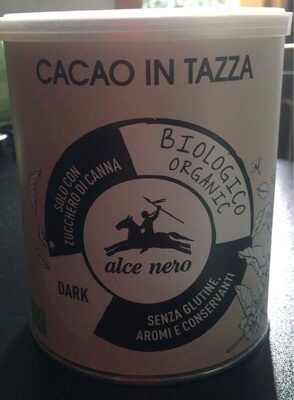 CACAO IN TAZZA
SOLO CON
ZUCCHERO DI CANNA
BIOLOGICO
ORGANIC
alce nero
DARK
SENZA GLUTINE,
AROMI E CONSERVANTI